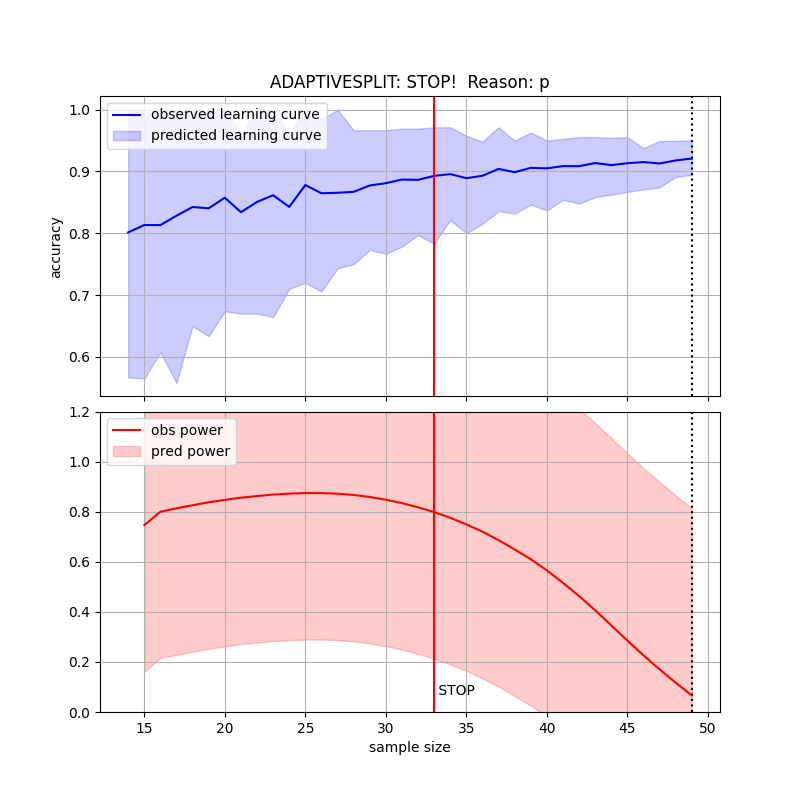 ADAPTIVESPLIT: STOP!  Reason: p
observed learning curve
predicted learning curve
accuracy
1.0
0.9
0.8
0.7
0.6
obs power
pred power
1.2
1.0
0.8
0.6
0.4
0.2
0.0
STOP
15 20 25 30 35 40 45 50
sample size